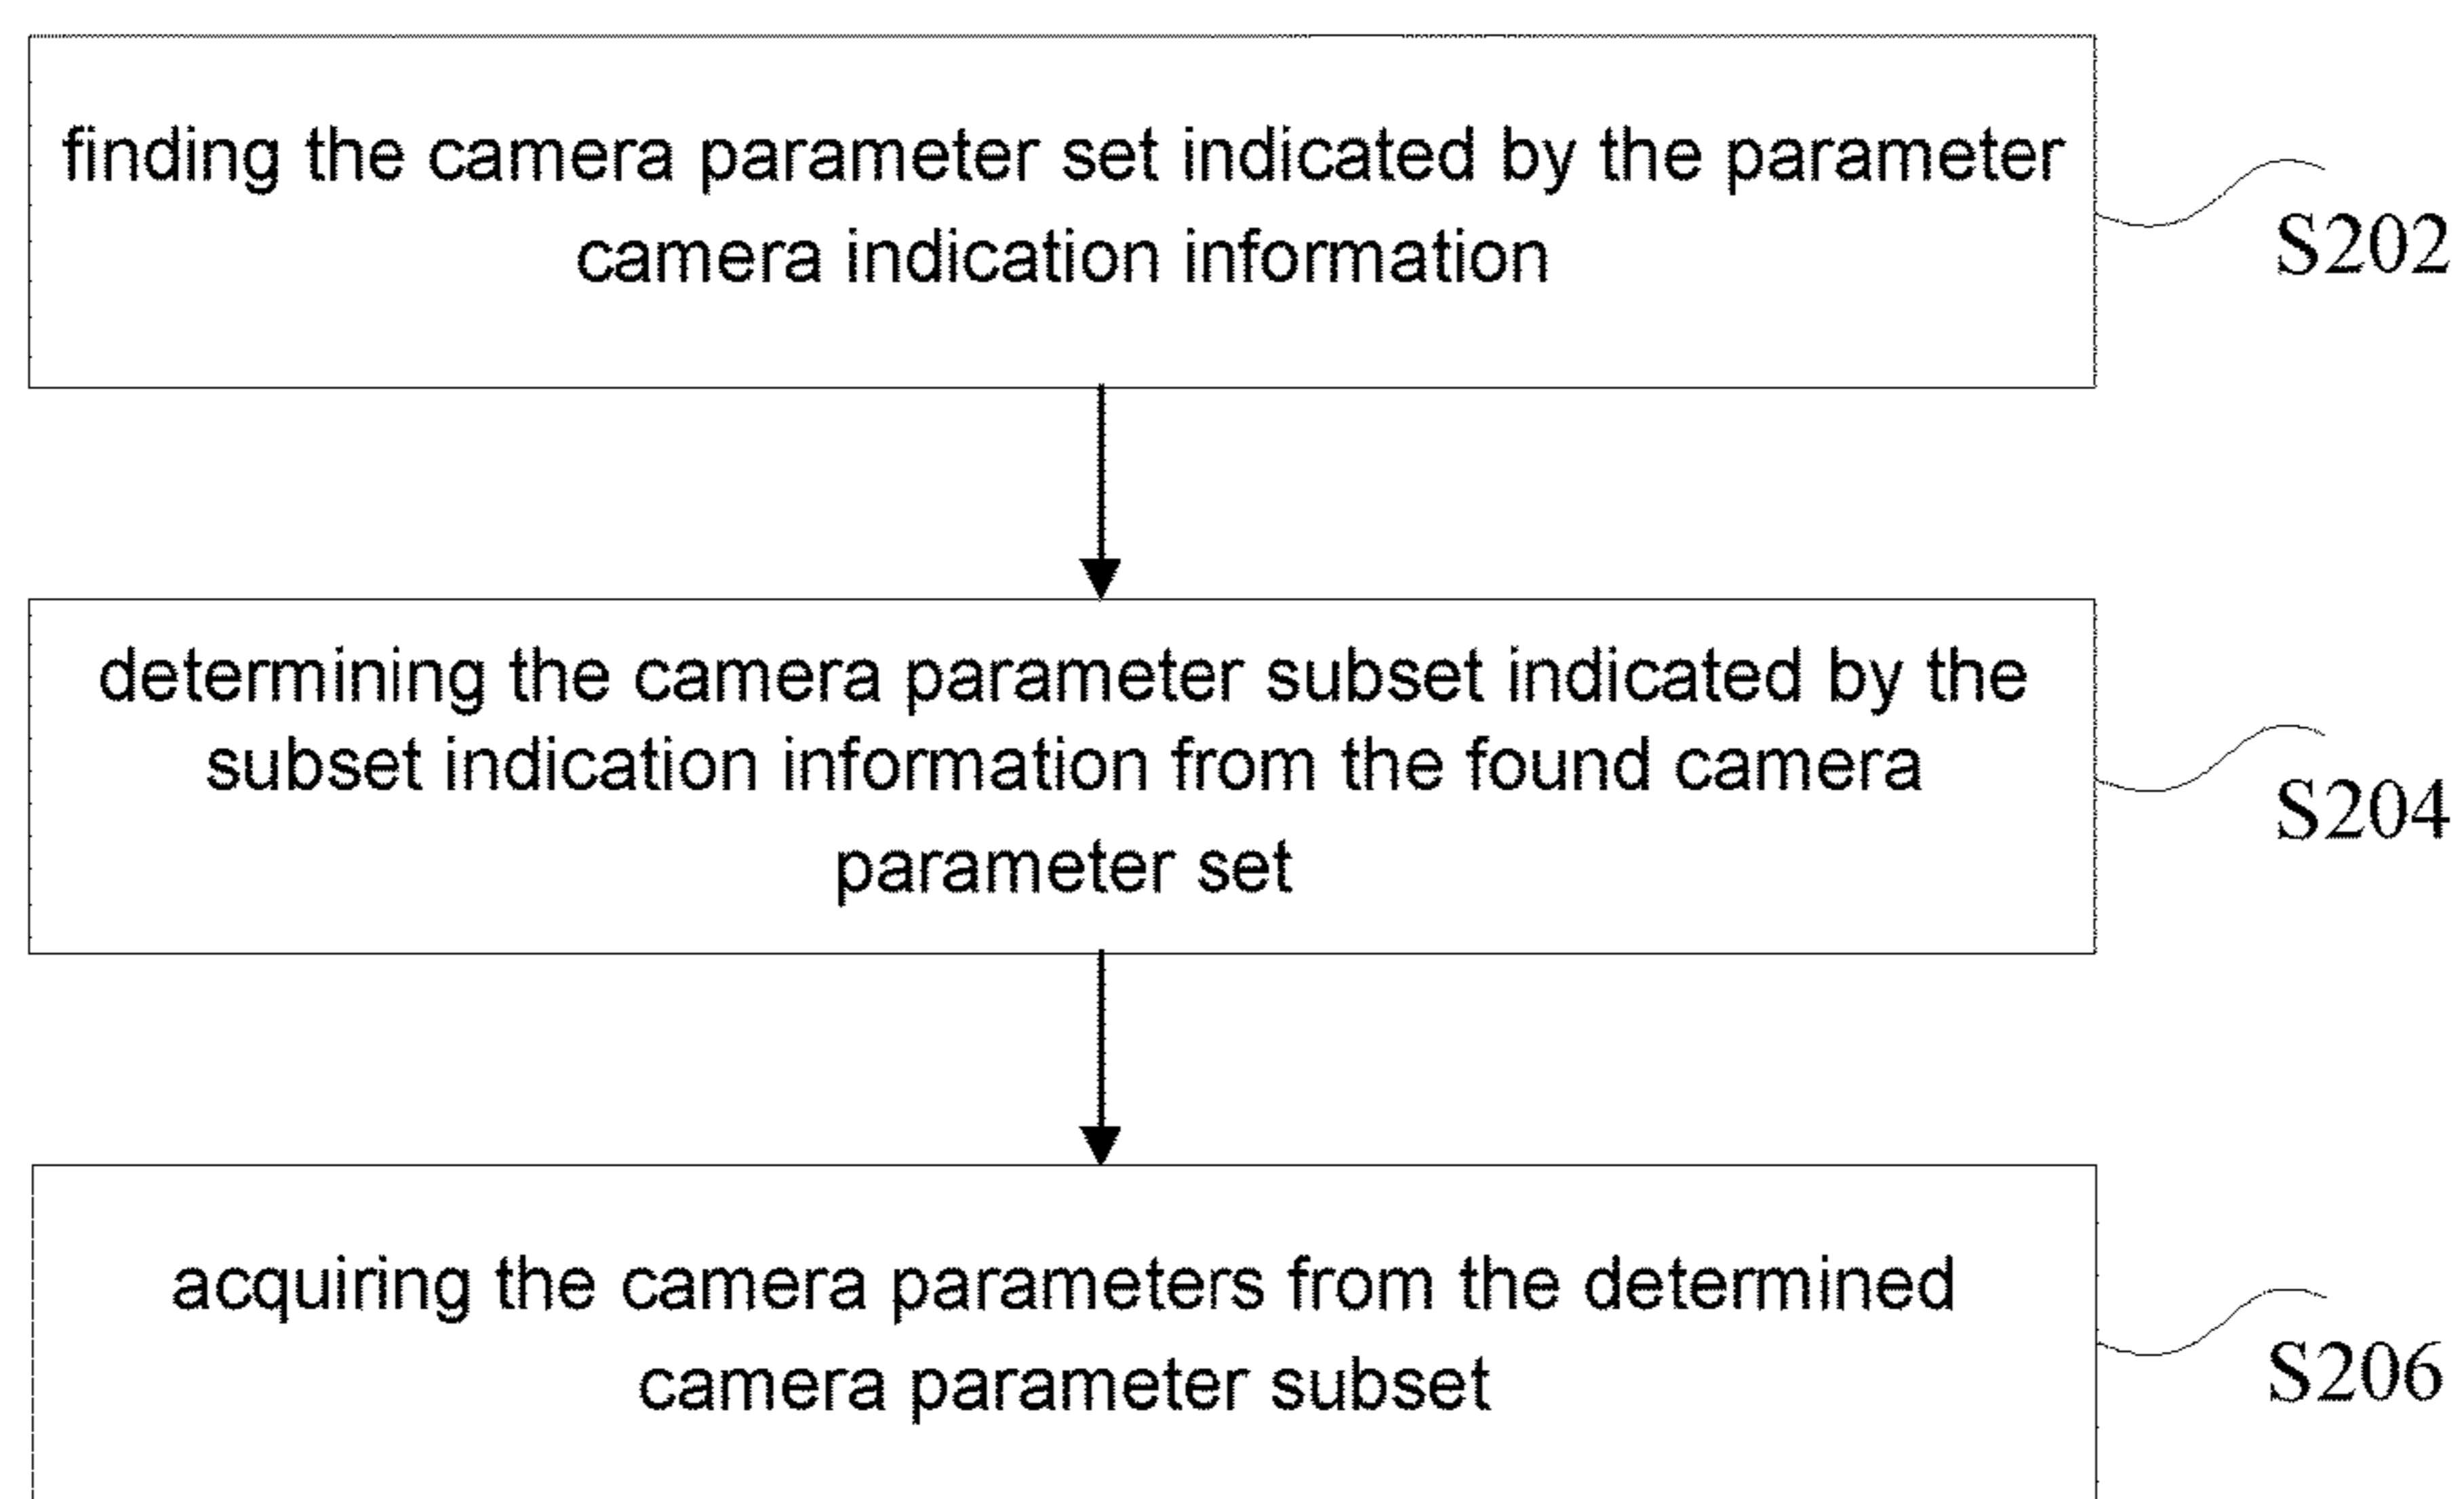 finding the camera parameter set indicated by the parameter
camera indication information
S202
determining the camera parameter subset indicated by the
subset indication information from the found camera
parameter set
S204
acquiring the camera parameters from the determined
camera parameter subset
S206